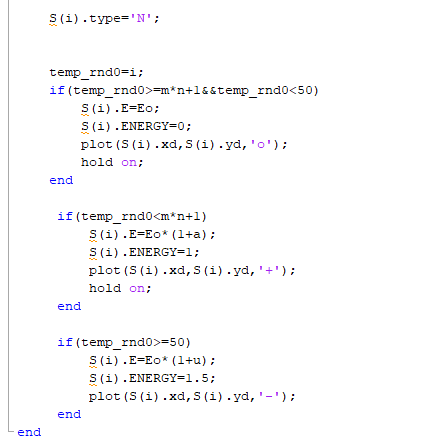 S(i).type='N';
temp_rnd0=i;
if(temp_rnd0>=m*n+1&&temp_rnd0<50)
S(i).E=Eo;
S(i).ENERGY=0;
plot(S(i).xd,S(i).yd,'o');
hold on;
end
if(temp_rnd0<m*n+1)
S(i).E=Eo*(1+a);
S(i).ENERGY=1;
plot(S(i).xd,S(i).yd,'+');
hold on;
end
if(temp_rnd0>=50)
S(i).E=Eo*(1+u);
S(i).ENERGY=1.5;
plot(S(i).xd,S(i).yd,'-');
end
end